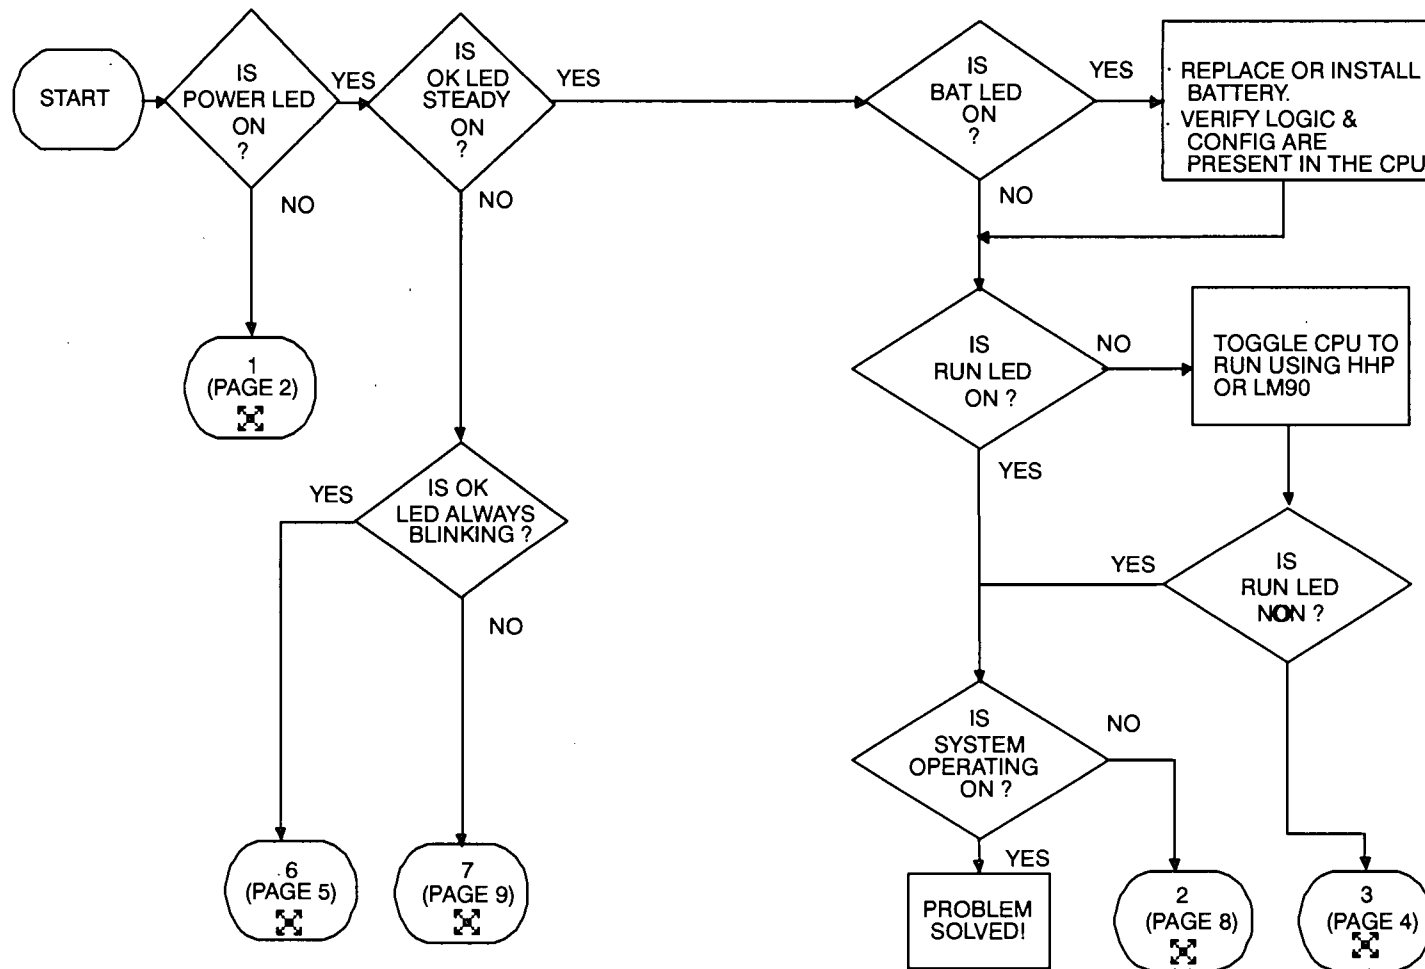 START
IS
POWER LED
ON
?
YES
NO
IS
OK LED
STEADY
ON
?
YES
NO
IS
BAT LED
ON
?
YES
NO
· REPLACE OR INSTALL
BATTERY.
· VERIFY LOGIC &
CONFIG ARE
PRESENT IN THE CPU
1
(PAGE 2)
IS
RUN LED
ON ?
NO
YES
TOGGLE CPU TO
RUN USING HHP
OR LM90
IS OK
LED ALWAYS
BLINKING ?
YES
NO
IS
RUN LED
NON ?
YES
IS
SYSTEM
OPERATING
ON ?
NO
YES
6
(PAGE 5)
7
(PAGE 9)
PROBLEM
SOLVED!
2
(PAGE 8)
3
(PAGE 4)